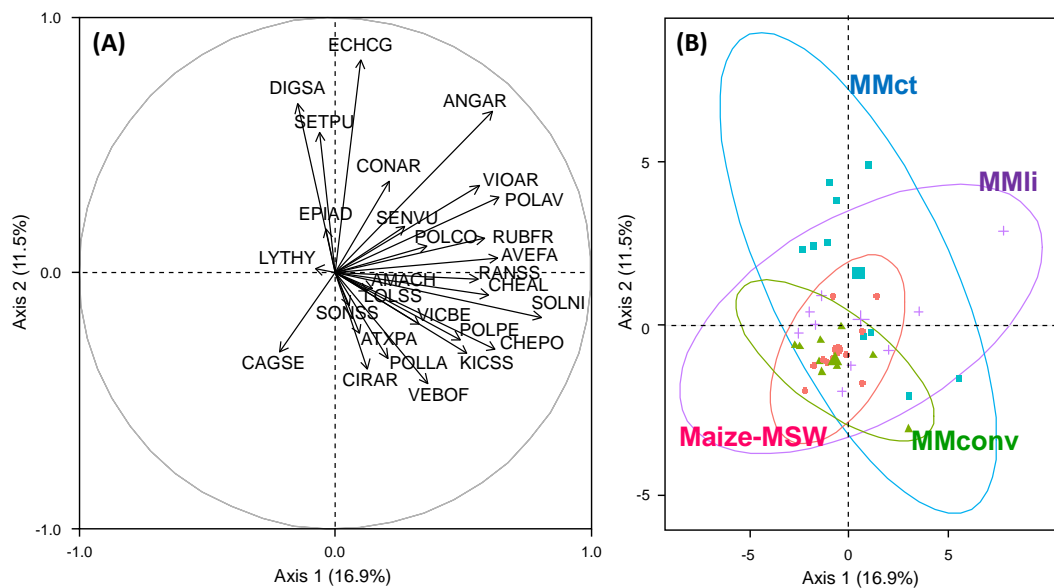 (A)
1.0
ECHCG
DIGSA
ANGAR
SETPU
CONAR
VIOAR
POLAV
EPIAD
SENVU
POLCO
RUBFR
AVEFA
LYTHY
RANSS
AMACH
CHEAL
LOLSS
SOLNI
SONSS
VICBE
POLPE
ATXPA
CHEPO
CAGSE
POLLA
KICSS
CIRAR
VEBOF
0.0
-1.0
Axis 2 (11.5%)
-1.0
0.0
1.0
Axis 1 (16.9%)
(B)
MMct
MMli
Maize-MSW
MMconv
5
0
-5
Axis 2 (11.5%)
-5
0
5
Axis 1 (16.9%)